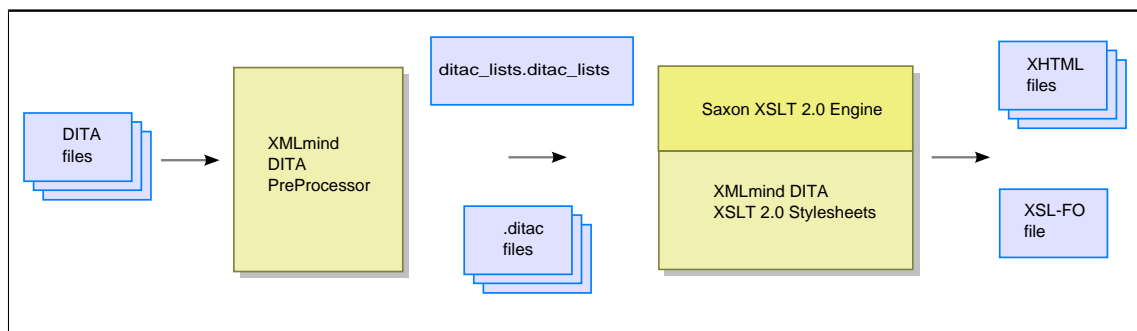 DITA
files
XMLmind
DITA
PreProcessor
ditac_lists.ditac_lists
.ditac
files
Saxon XSLT 2.0 Engine
XMLmind DITA
XSLT 2.0 Stylesheets
XHTML
files
XSL-FO
file